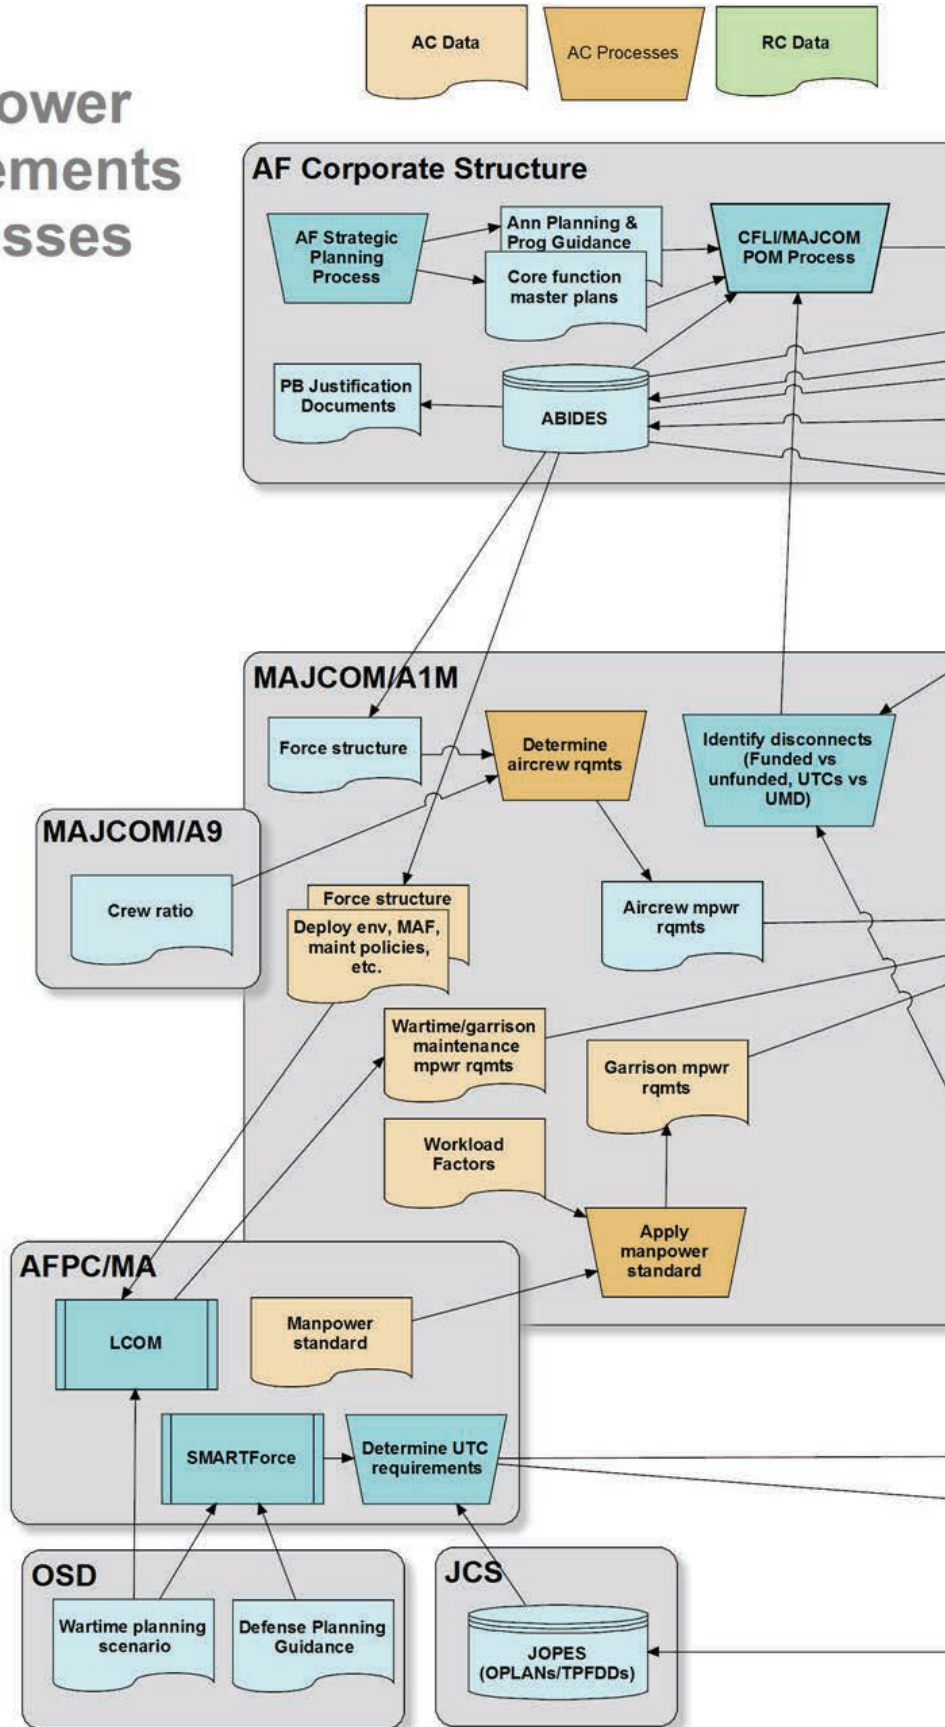 ower
ements
sses
AC Data
AC Processes
RC Data
AF Corporate Structure
AF Strategic
Planning
Process
Ann Planning &
Prog Guidance
Core function
master plans
CFLI/MAJCOM
POM Process
PB Justification
Documents
ABIDES
MAJCOM/A1M
Force structure
Determine
aircrew rqmts
Identify disconnects
(Funded vs
unfunded, UTCs vs
UMD)
MAJCOM/A9
Crew ratio
Force structure
Deploy env, MAF,
maint policies,
etc.
Aircrew mpwr
rqmts
Wartime/garrison
maintenance
mpwr rqmts
Garrison mpwr
rqmts
Workload
Factors
Apply
manpower
standard
AFPC/MA
LCOM
Manpower
standard
SMARTForce
Determine UTC
requirements
OSD
Wartime planning
scenario
Defense Planning
Guidance
JCS
JOPES
(OPLANs/TPFDDs)